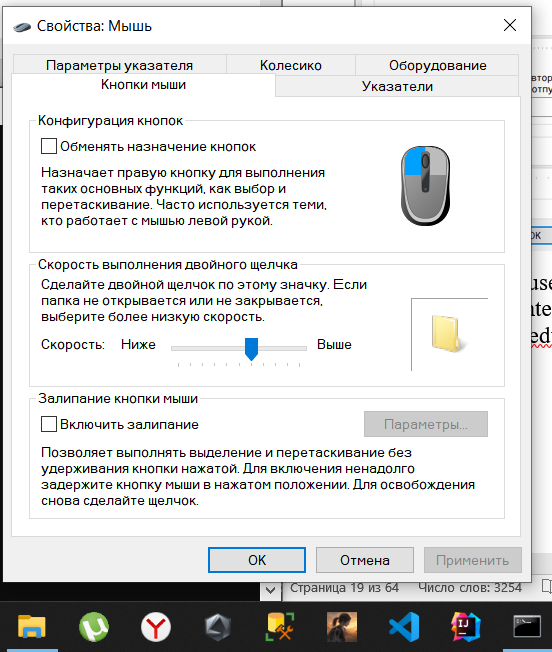 Свойства: Мышь
Параметры указателя
Колесико
Оборудование
Кнопки мыши
Указатели
Конфигурация кнопок
Обменять назначение кнопок
Назначает правую кнопку для выполнения
таких основных функций, как выбор и
перетаскивание. Часто используется теми,
кто работает с мышью левой рукой.
Скорость выполнения двойного щелчка
Сделайте двойной щелчок по этому значку. Если
папка не открывается или не закрывается,
выберите более низкую скорость.
Скорость: Ниже Выше
Залипание кнопки мыши
Включить залипание
Параметры...
Позволяет выполнять выделение и перетаскивание без
удерживания кнопки нажатой. Для включения ненадолго
задержите кнопку мыши в нажатом положении. Для освобождения
снова сделайте щелчок.
OK
Отмена
Применить
Страница 19 из 64 Число слов: 3254
IJ